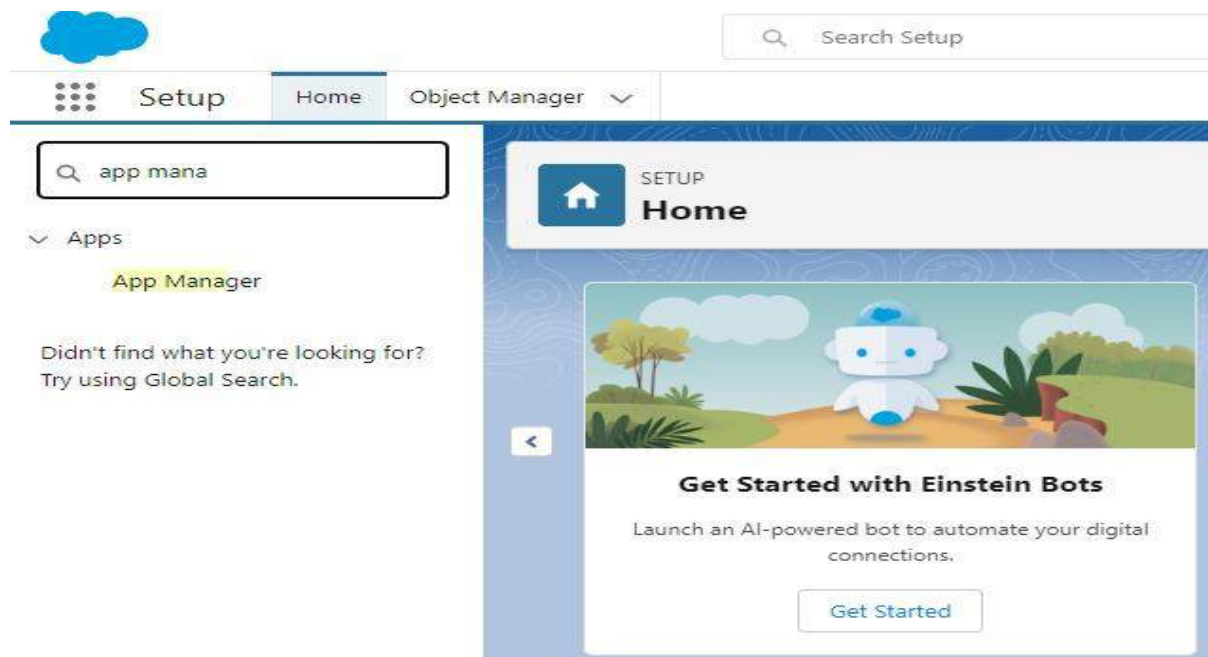 Search Setup
Setup
Home
Object Manager
app mana
Apps
App Manager
Didn't find what you're looking for?
Try using Global Search.
SETUP
Home
Get Started with Einstein Bots
Launch an AI-powered bot to automate your digital
connections.
Get Started